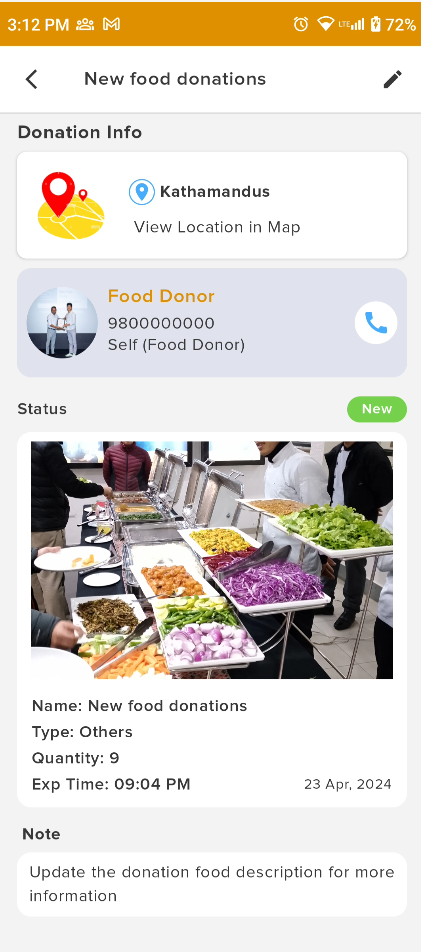 3:12 PM LTE 72%
New food donations
Donation Info
Kathamandus
View Location in Map
Food Donor
9800000000
Self (Food Donor)
Status New
Name: New food donations
Type: Others
Quantity: 9
Exp Time: 09:04 PM 23 Apr, 2024
Note
Update the donation food description for more
information